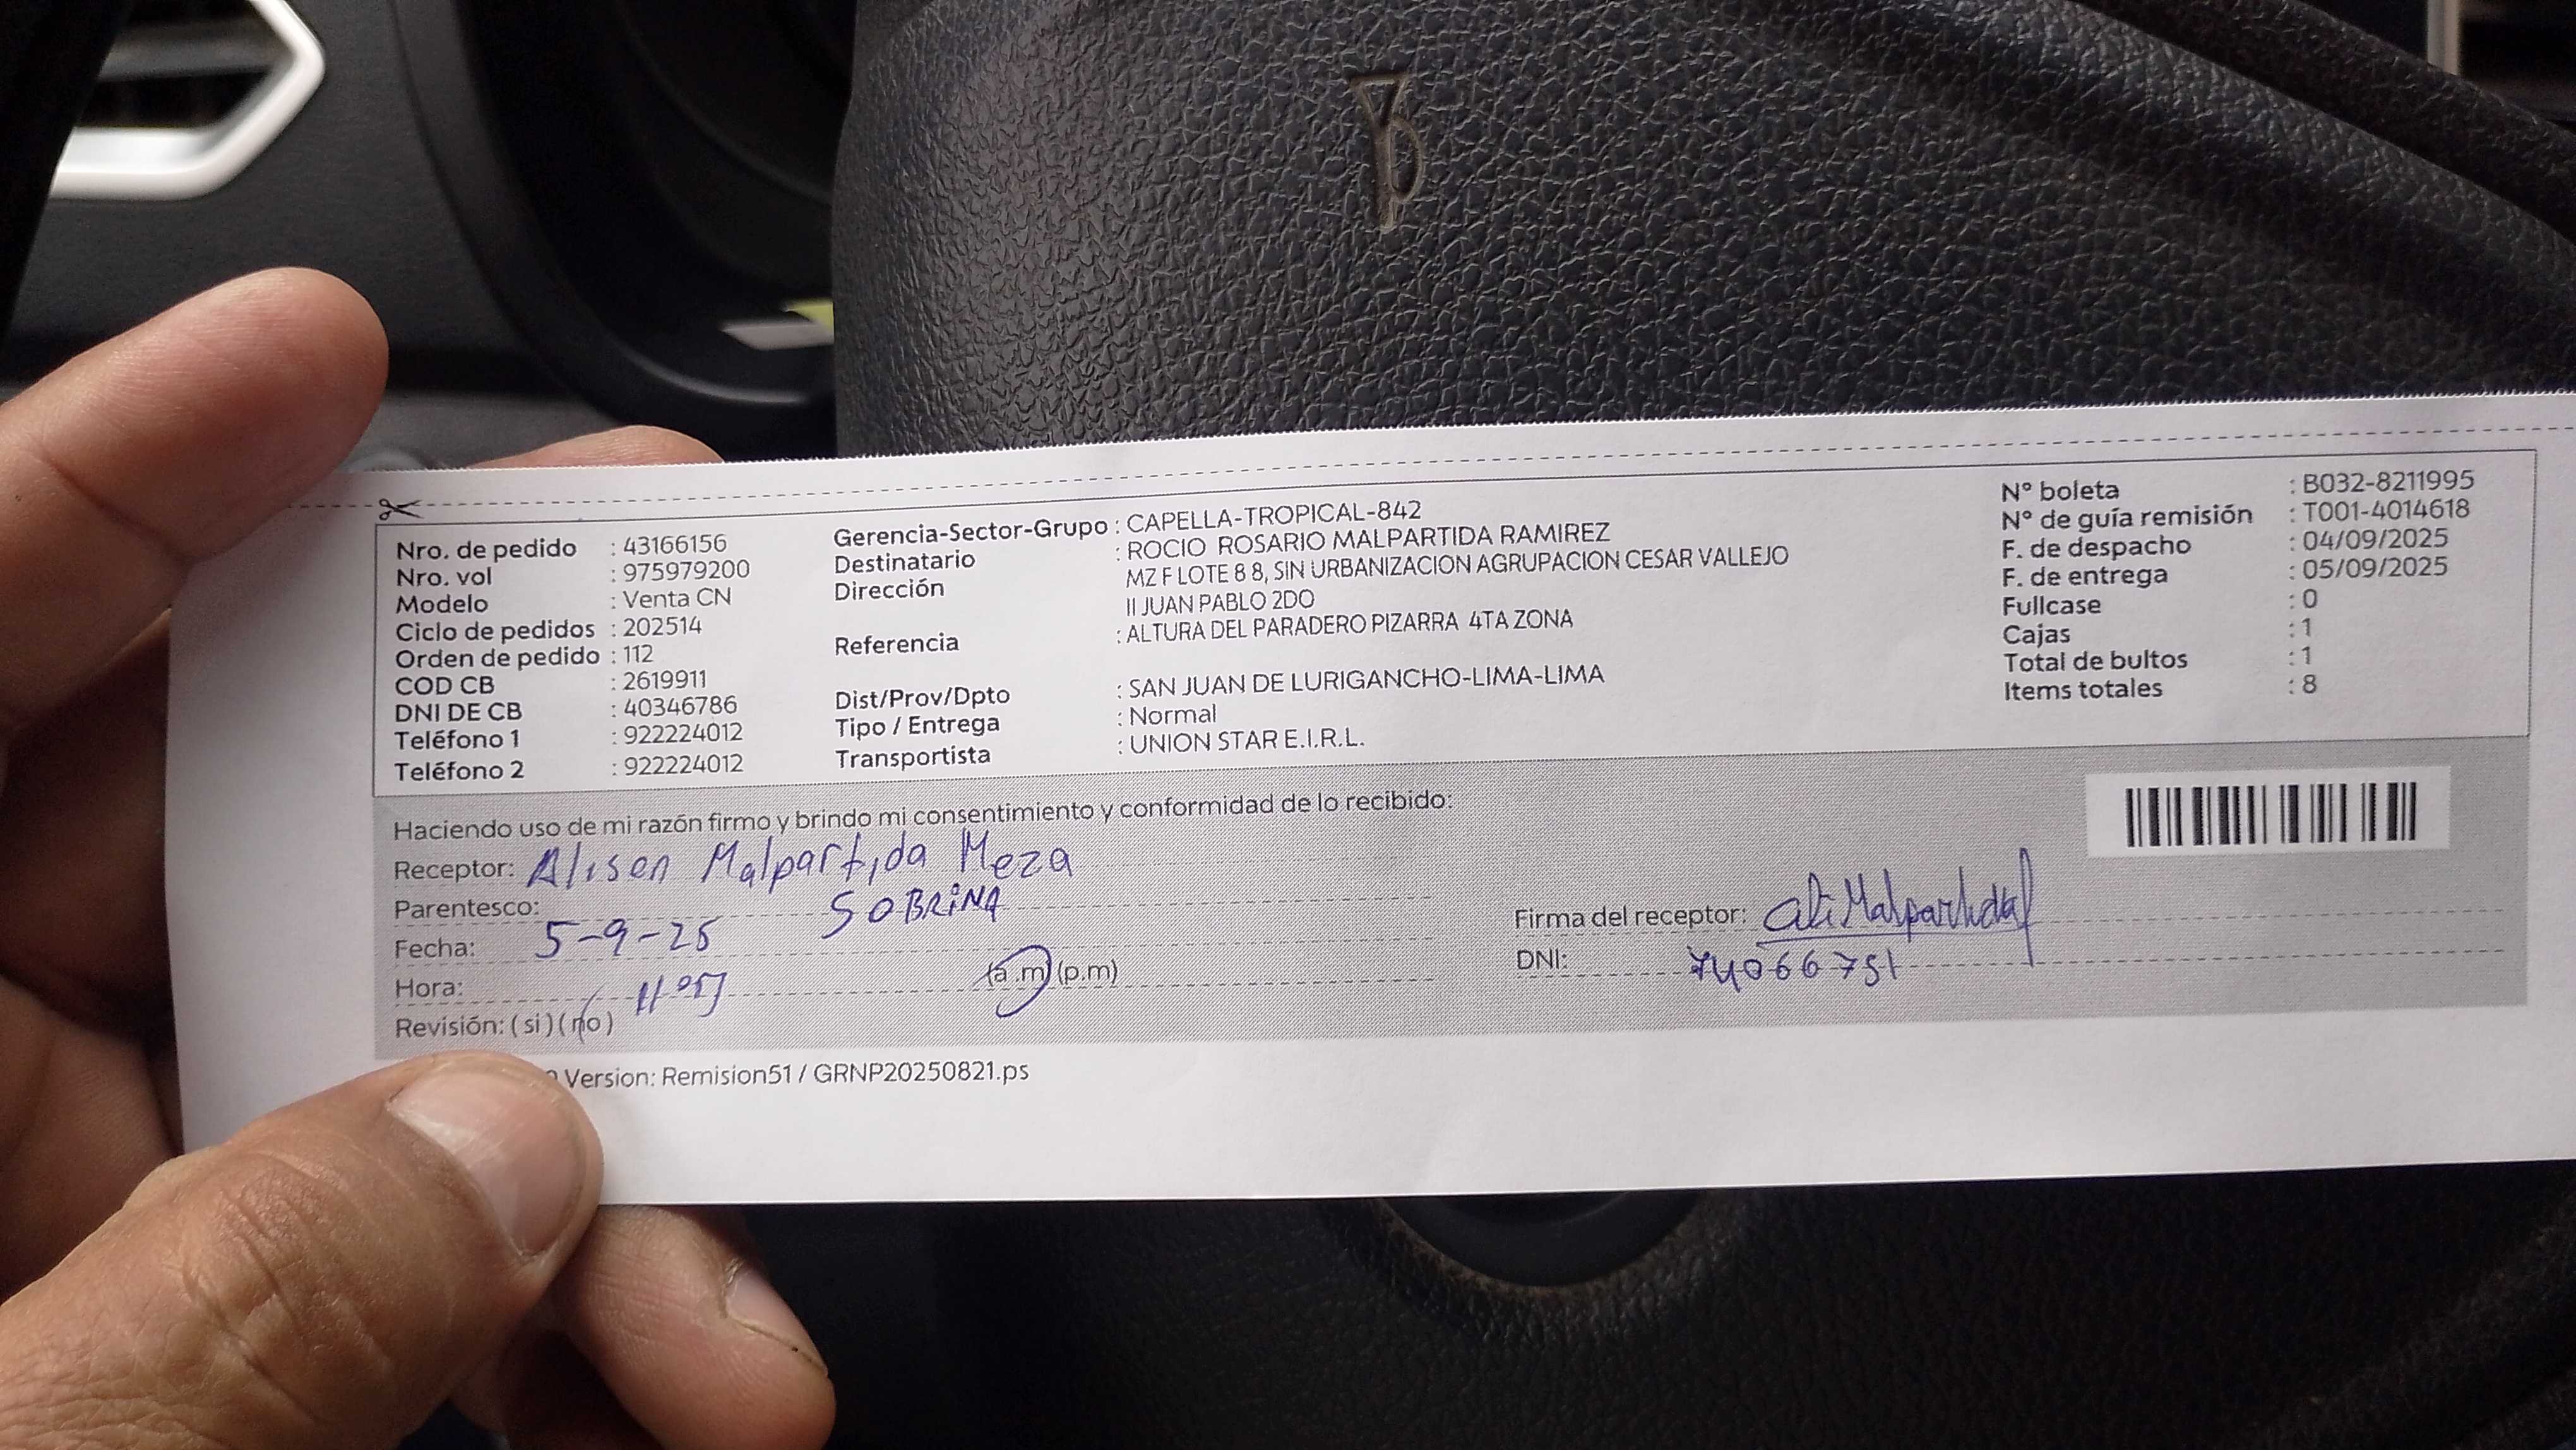 Nro. de pedido : 43166156
Nro. vol : 975979200
Modelo : Venta CN
Ciclo de pedidos : 202514
Orden de pedido : 112
COD CB : 2619911
DNI DE CB : 40346786
Teléfono 1 : 922224012
Teléfono 2 : 922224012
Gerencia-Sector-Grupo : CAPELLA-TROPICAL-842
Destinatario : ROCIO ROSARIO MALPARTIDA RAMIREZ
Dirección MZ F LOTE 8 8, SIN URBANIZACION AGRUPACION CESAR VALLEJO
II JUAN PABLO 2DO
Referencia : ALTURA DEL PARADERO PIZARRA 4TA ZONA
Dist/Prov/Dpto : SAN JUAN DE LURIGANCHO-LIMA-LIMA
Tipo / Entrega : Normal
Transportista : UNION STAR E.I.R.L.
N° boleta : B032-8211995
N° de guía remisión : T001-4014618
F. de despacho : 04/09/2025
F. de entrega : 05/09/2025
Fullcase : 0
Cajas : 1
Total de bultos : 1
Items totales : 8
Haciendo uso de mi razón firmo y brindo mi consentimiento y conformidad de lo recibido:
Receptor: Alisen Malpartida Meza
Parentesco: SOBRINA
Fecha: 5-9-25
Hora: (a.m) (p.m)
Revisión: (si) (no)
Firma del receptor: Ali Malpartida
DNI: 74066751
Version: Remision51 / GRNP20250821.ps